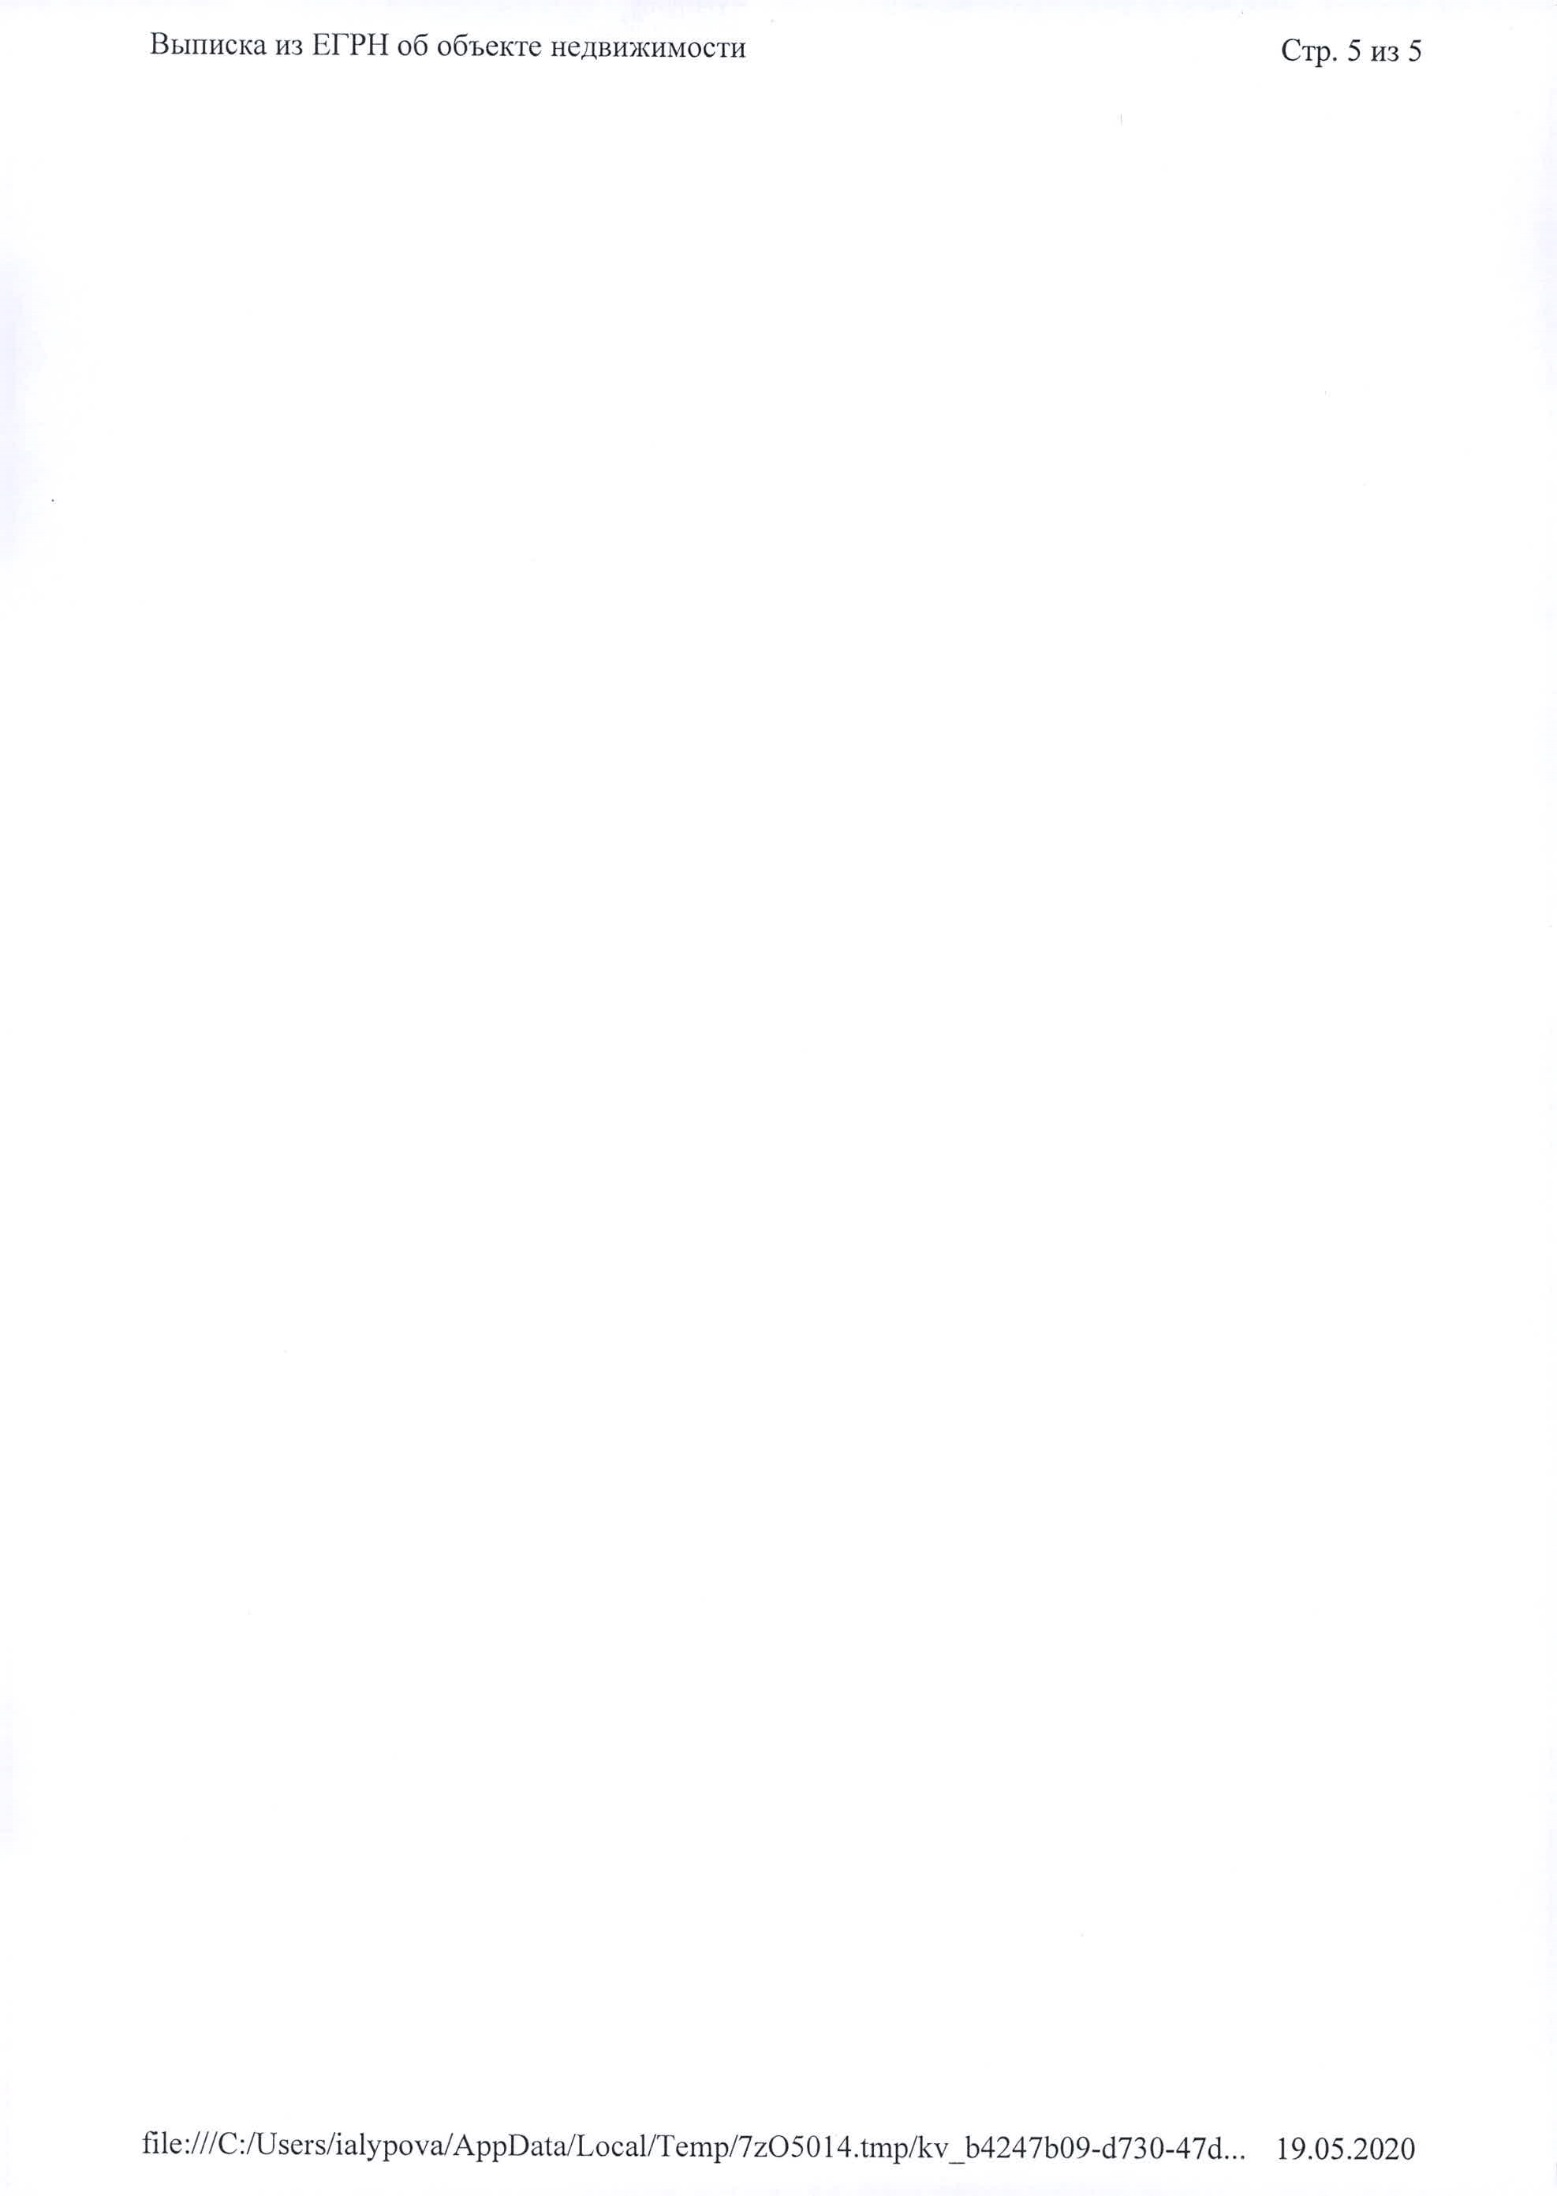 Выписка из ЕГРН об объекте недвижимости Стр. 5 из 5
file:///C:/Users/ialypova/AppData/Local/Temp/7zO5014.tmp/kv_b4247b09-d730-47d... 19.05.2020